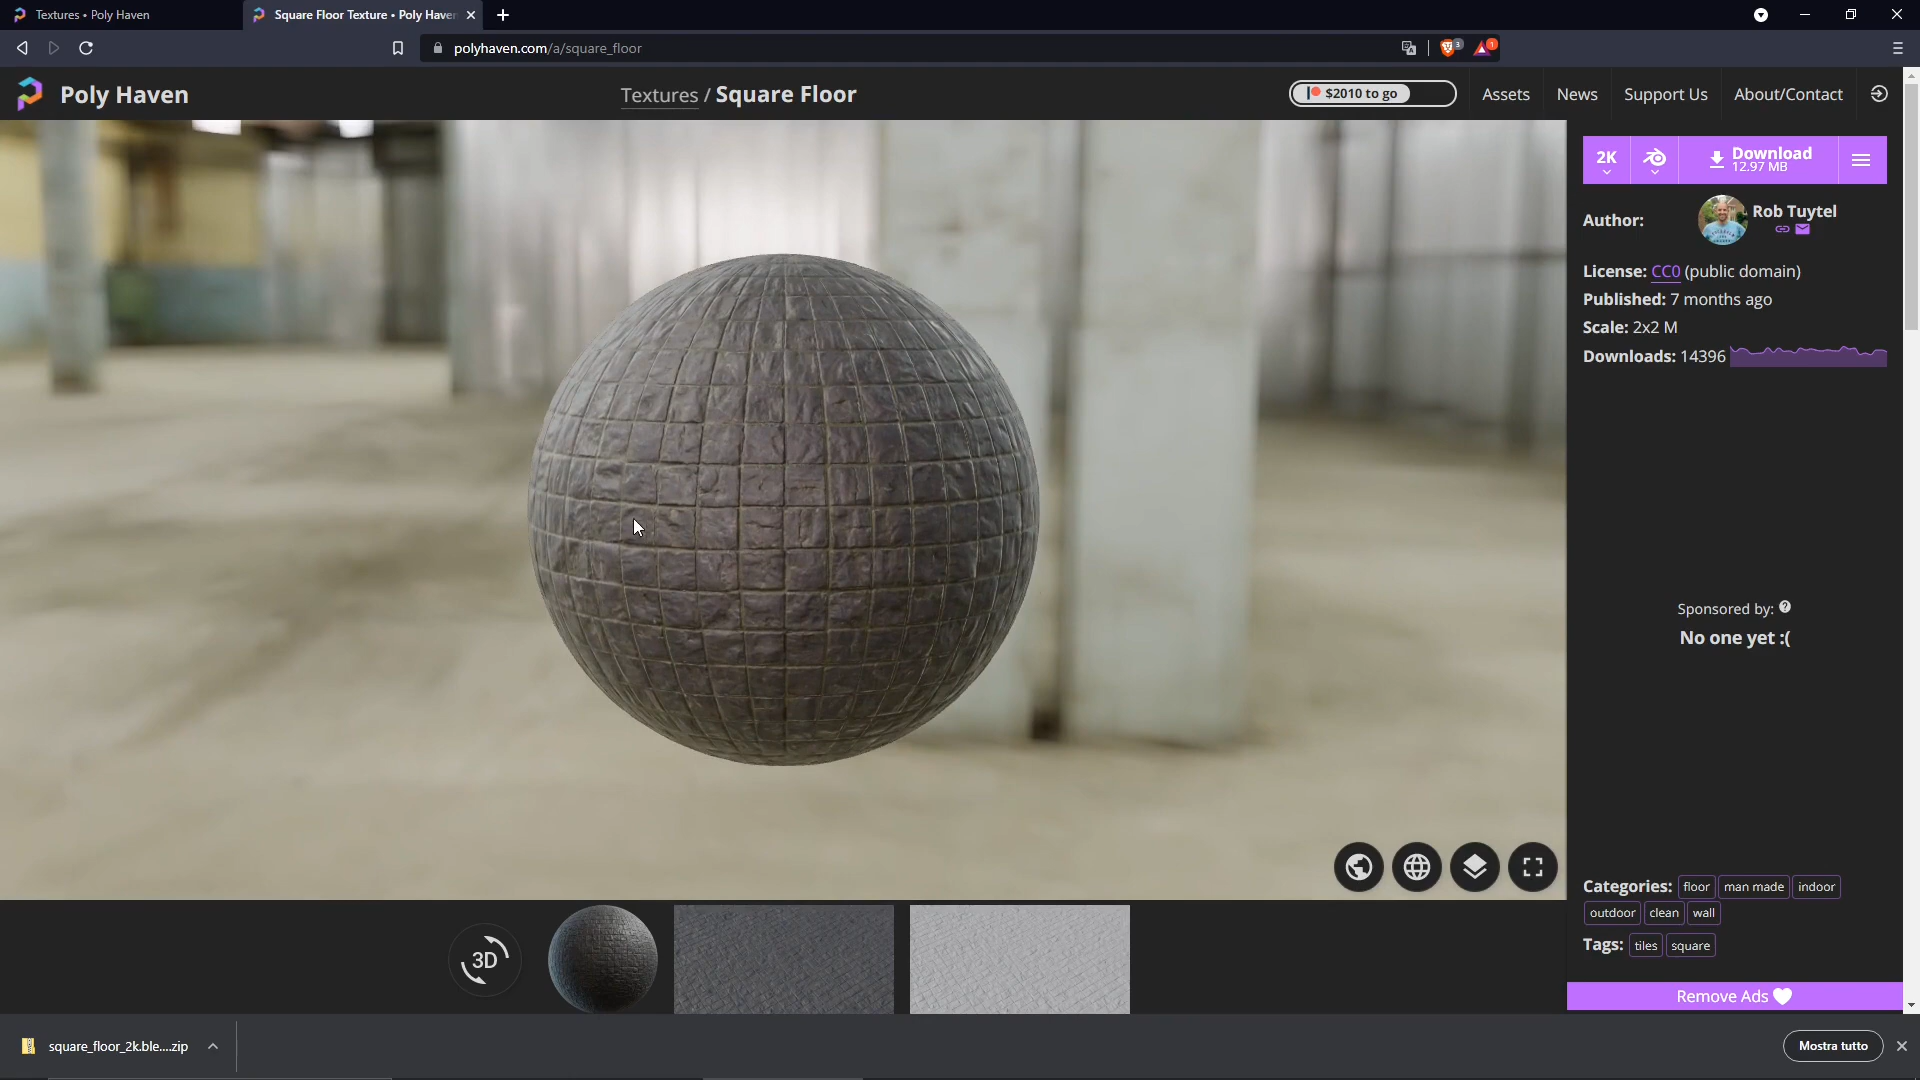 Textures • Poly Haven
Square Floor Texture • Poly Haven
polyhaven.com/a/square_floor
3
1
Poly Haven
Textures / Square Floor
$2010 to go
Assets
News
Support Us
About/Contact
2K
Download
12.97 MB
Author:
Rob Tuytel
License: CC0 (public domain)
Published: 7 months ago
Scale: 2x2 M
Downloads: 14396
Sponsored by: ?
No one yet :(
Categories: floor man made indoor
outdoor clean wall
Tags: tiles square
3D
Remove Ads
square_floor_2k.ble....zip
Mostra tutto